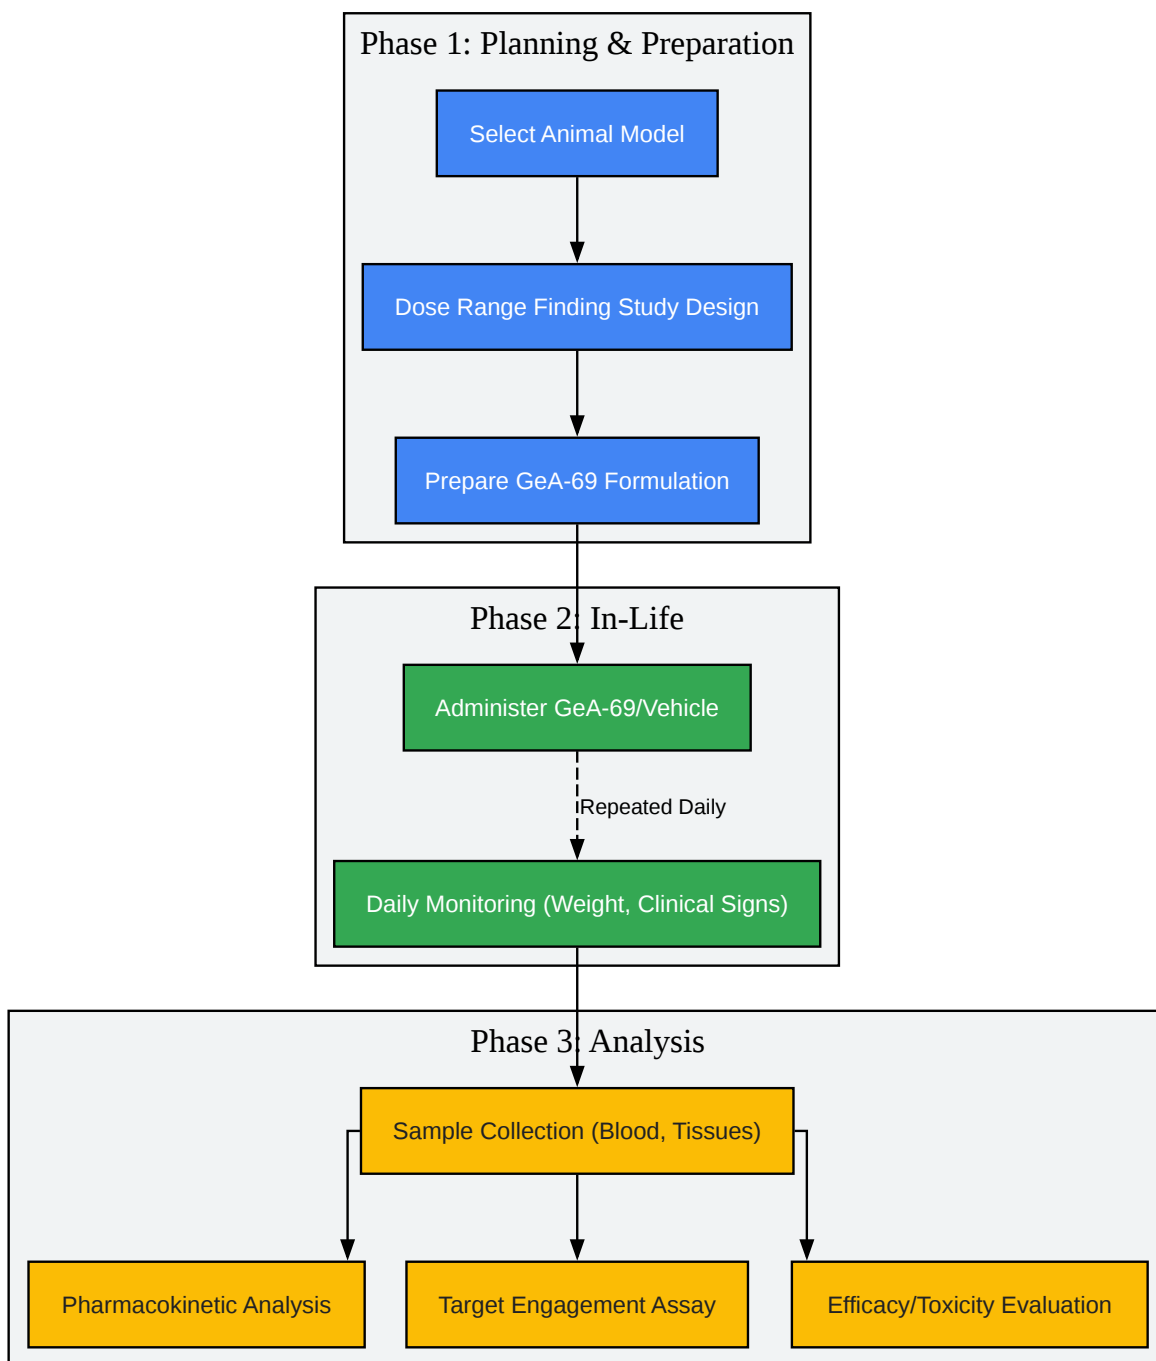 Phase 1: Planning & Preparation
Select Animal Model
Dose Range Finding Study Design
Prepare GeA-69 Formulation
Phase 2: In-Life
Administer GeA-69/Vehicle
Repeated Daily
Daily Monitoring (Weight, Clinical Signs)
Phase 3: Analysis
Sample Collection (Blood, Tissues)
Pharmacokinetic Analysis
Target Engagement Assay
Efficacy/Toxicity Evaluation